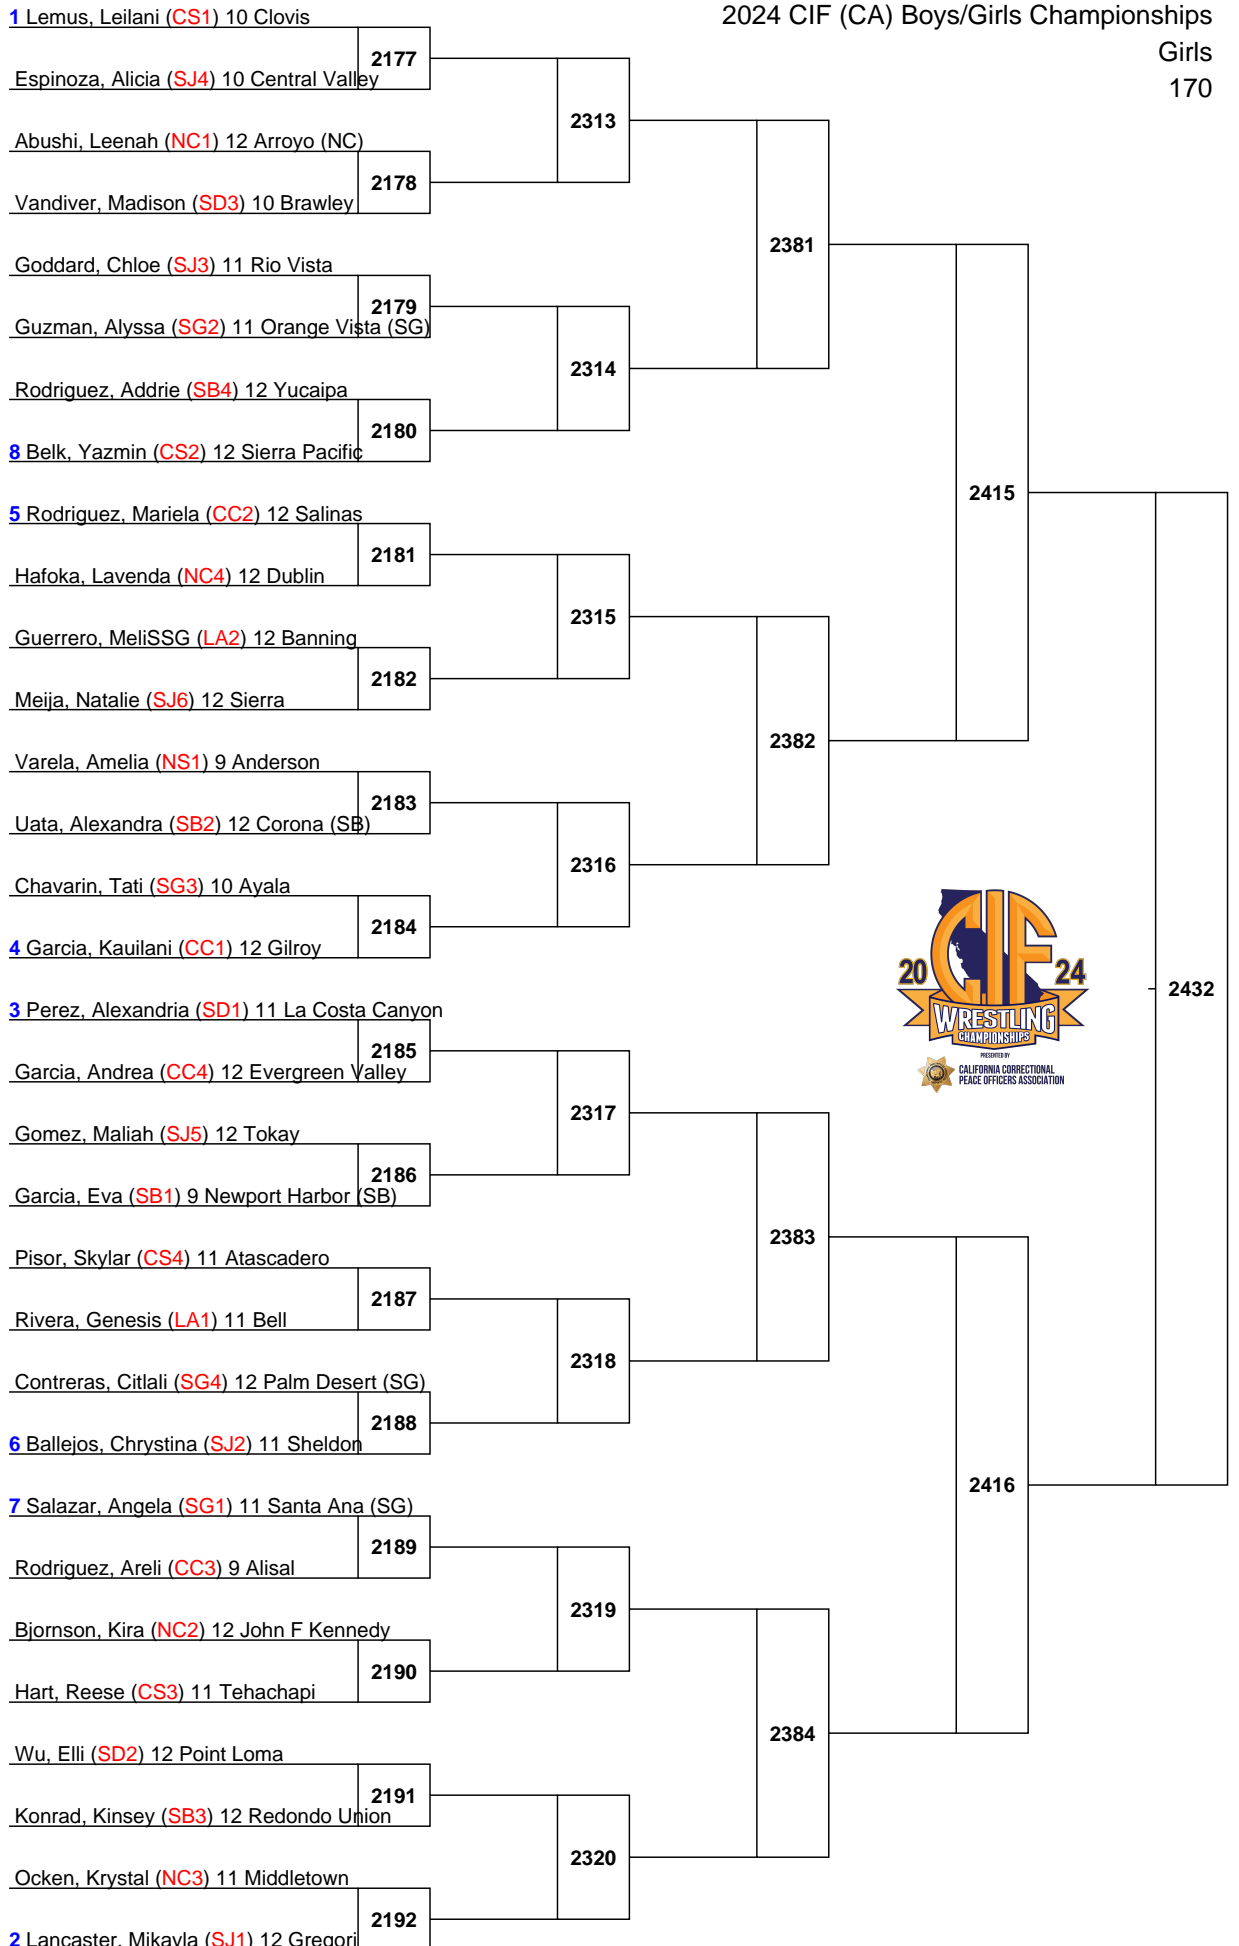 2024 CIF (CA) Boys/Girls Championships
Girls
170
1 Lemus, Leilani (CS1) 10 Clovis
2177
Espinoza, Alicia (SJ4) 10 Central Valley
2313
Abushi, Leenah (NC1) 12 Arroyo (NC)
2178
Vandiver, Madison (SD3) 10 Brawley
2381
Goddard, Chloe (SJ3) 11 Rio Vista
2179
Guzman, Alyssa (SG2) 11 Orange Vista (SG)
2314
Rodriguez, Addrie (SB4) 12 Yucaipa
2180
8 Belk, Yazmin (CS2) 12 Sierra Pacific
2415
5 Rodriguez, Mariela (CC2) 12 Salinas
2181
Hafoka, Lavenda (NC4) 12 Dublin
2315
Guerrero, MeliSSG (LA2) 12 Banning
2182
Meija, Natalie (SJ6) 12 Sierra
2382
Varela, Amelia (NS1) 9 Anderson
2183
Uata, Alexandra (SB2) 12 Corona (SB)
2316
Chavarin, Tati (SG3) 10 Ayala
2184
4 Garcia, Kauilani (CC1) 12 Gilroy
20 CIF 24
WRESTLING
CHAMPIONSHIPS
PRESENTED BY
CALIFORNIA CORRECTIONAL
PEACE OFFICERS ASSOCIATION
2432
3 Perez, Alexandria (SD1) 11 La Costa Canyon
2185
Garcia, Andrea (CC4) 12 Evergreen Valley
2317
Gomez, Maliah (SJ5) 12 Tokay
2186
Garcia, Eva (SB1) 9 Newport Harbor (SB)
2383
Pisor, Skylar (CS4) 11 Atascadero
2187
Rivera, Genesis (LA1) 11 Bell
2318
Contreras, Citlali (SG4) 12 Palm Desert (SG)
2188
6 Ballejos, Chrystina (SJ2) 11 Sheldon
2416
7 Salazar, Angela (SG1) 11 Santa Ana (SG)
2189
Rodriguez, Areli (CC3) 9 Alisal
2319
Bjornson, Kira (NC2) 12 John F Kennedy
2190
Hart, Reese (CS3) 11 Tehachapi
2384
Wu, Elli (SD2) 12 Point Loma
2191
Konrad, Kinsey (SB3) 12 Redondo Union
2320
Ocken, Krystal (NC3) 11 Middletown
2192
2 Lancaster, Mikayla (SJ1) 12 Gregori